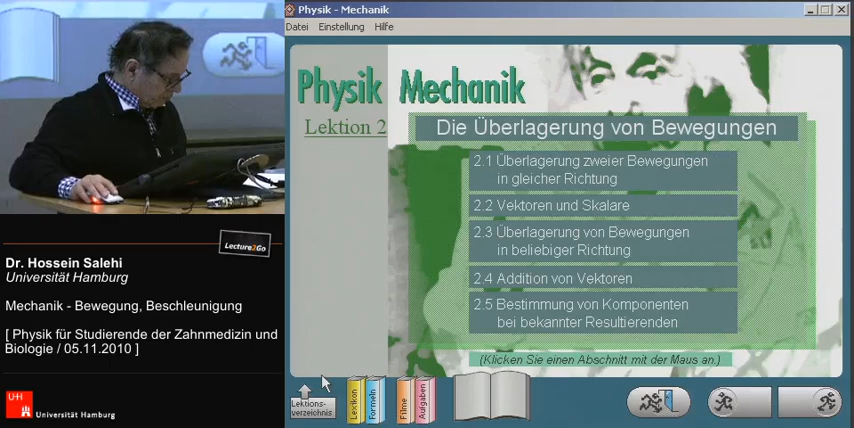 Physik - Mechanik
Datei Einstellung Hilfe
Physik Mechanik
Lektion 2
Die Überlagerung von Bewegungen
2.1 Überlagerung zweier Bewegungen
in gleicher Richtung
2.2 Vektoren und Skalare
2.3 Überlagerung von Bewegungen
in beliebiger Richtung
2.4 Addition von Vektoren
2.5 Bestimmung von Komponenten
bei bekannter Resultierenden
(Klicken Sie einen Abschnitt mit der Maus an.)
Lektions-
verzeichnis
Lexikon
Formeln
Filme
Aufgaben
Lecture2Go
Dr. Hossein Salehi
Universität Hamburg
Mechanik - Bewegung, Beschleunigung
[ Physik für Studierende der Zahnmedizin und
Biologie / 05.11.2010 ]
UHH
Universität Hamburg